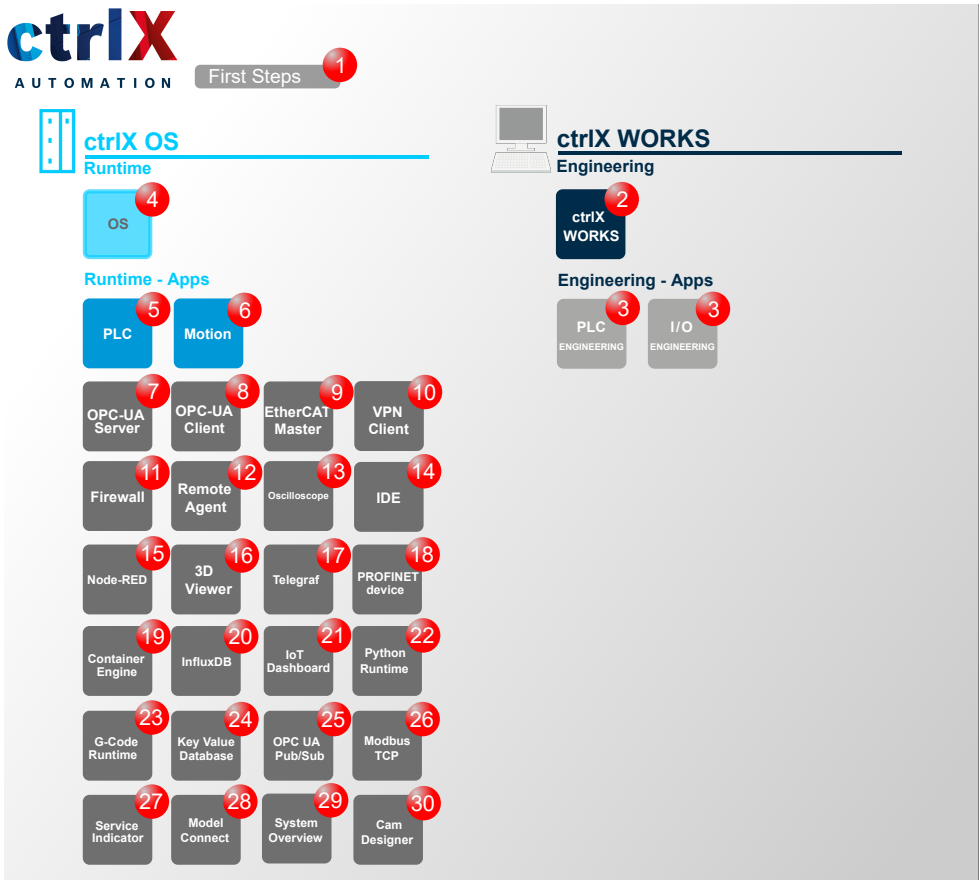 ctrlX
AUTOMATION
First Steps
1
ctrlX OS
Runtime
4
OS
Runtime - Apps
5
PLC
6
Motion
7
OPC-UA
Server
8
OPC-UA
Client
9
EtherCAT
Master
10
VPN
Client
11
Firewall
12
Remote
Agent
13
Oscilloscope
14
IDE
15
Node-RED
16
3D
Viewer
17
Telegraf
18
PROFINET
device
19
Container
Engine
20
InfluxDB
21
IoT
Dashboard
22
Python
Runtime
23
G-Code
Runtime
24
Key Value
Database
25
OPC UA
Pub/Sub
26
Modbus
TCP
27
Service
Indicator
28
Model
Connect
29
System
Overview
30
Cam
Designer
ctrlX WORKS
Engineering
2
ctrlX
WORKS
Engineering - Apps
3
PLC
ENGINEERING
3
I/O
ENGINEERING